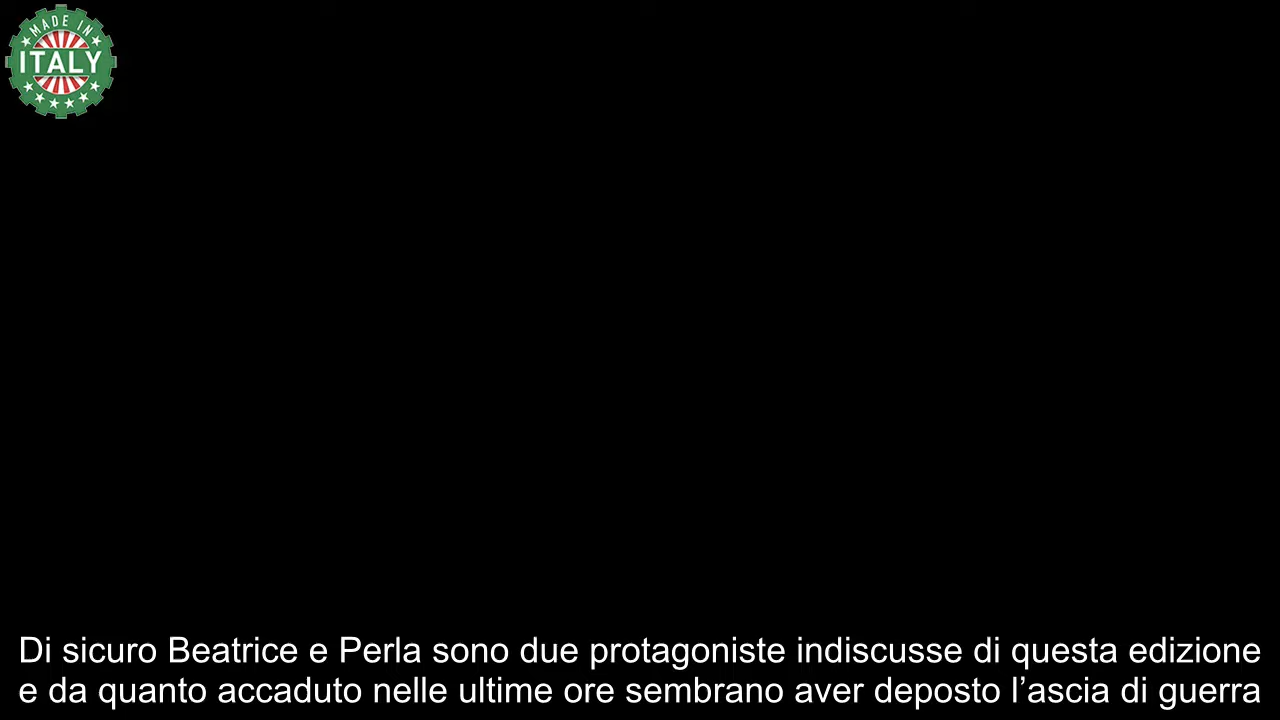 MADE IN
ITALY
Di sicuro Beatrice e Perla sono due protagoniste indiscusse di questa edizione
e da quanto accaduto nelle ultime ore sembrano aver deposto l’ascia di guerra